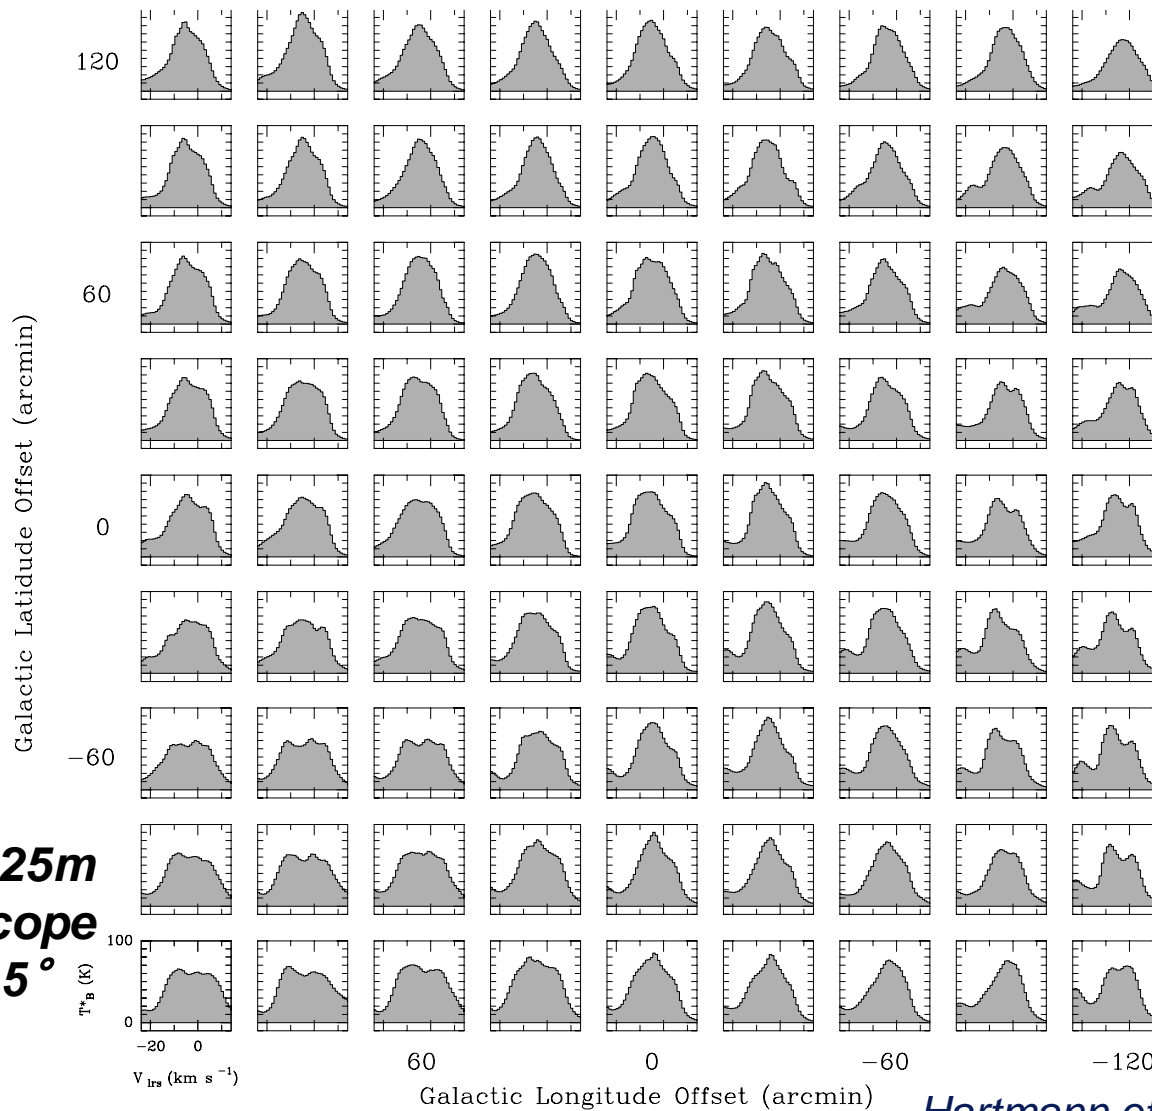 120
60
0
−60
Galactic Latidude Offset (arcmin)
25m
5°
100
0
T*B (K)
−20 0
V lrs (km s −1)
60 0 −60 −120
Galactic Longitude Offset (arcmin)